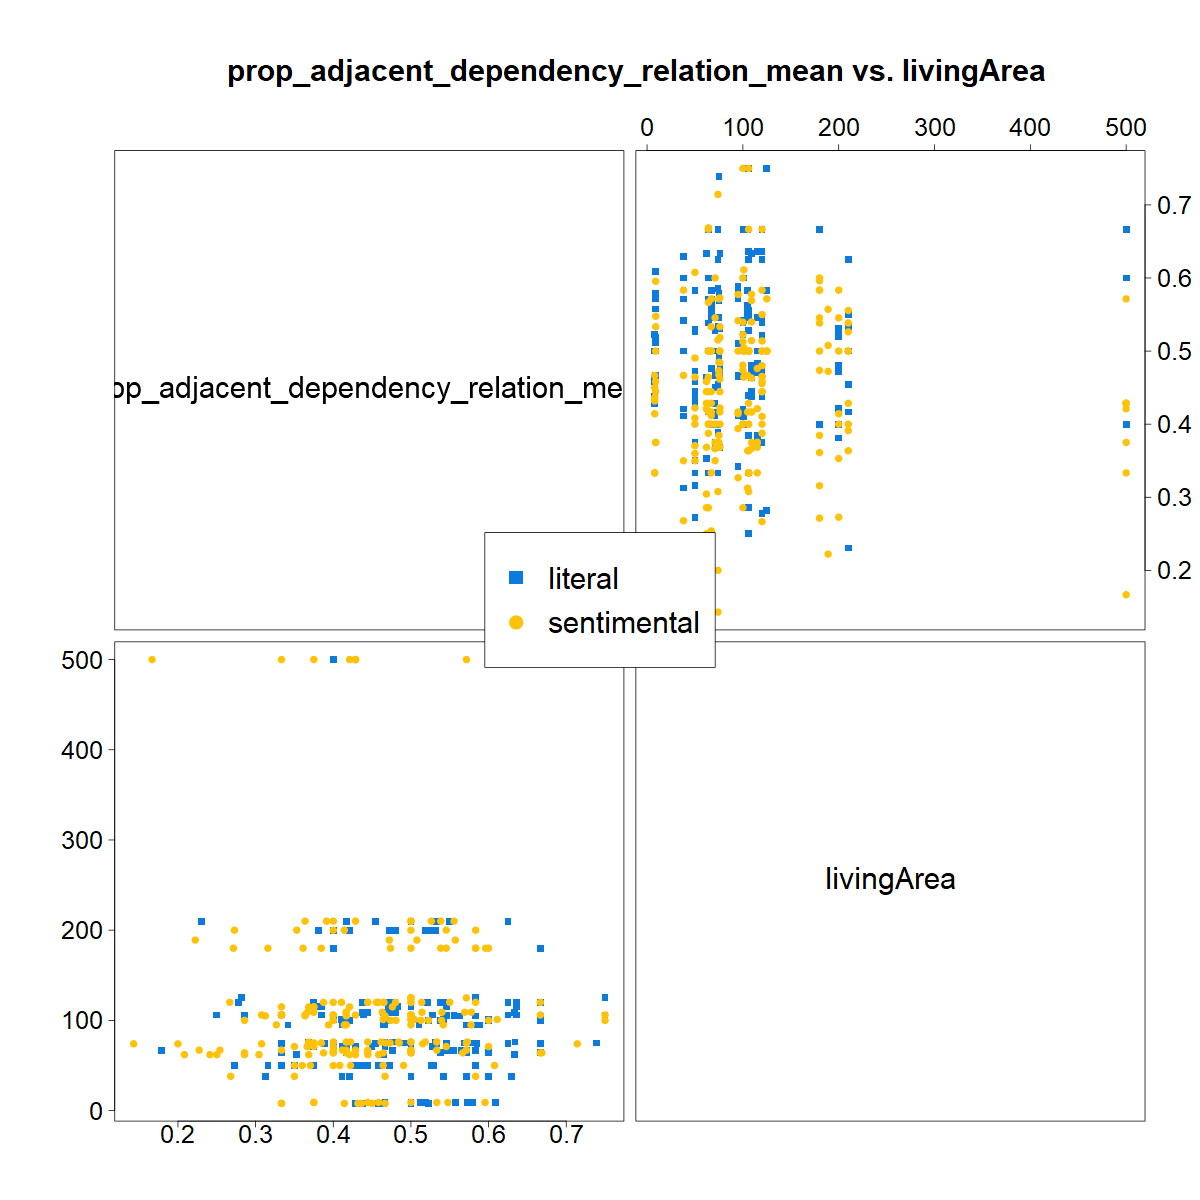 prop_adjacent_dependency_relation_mean vs. livingArea
0 100 200 300 400 500
0.7
0.6
0.5
0.4
0.3
0.2
op_adjacent_dependency_relation_me
literal
sentimental
500
400
300
200
100
0
livingArea
0.2 0.3 0.4 0.5 0.6 0.7